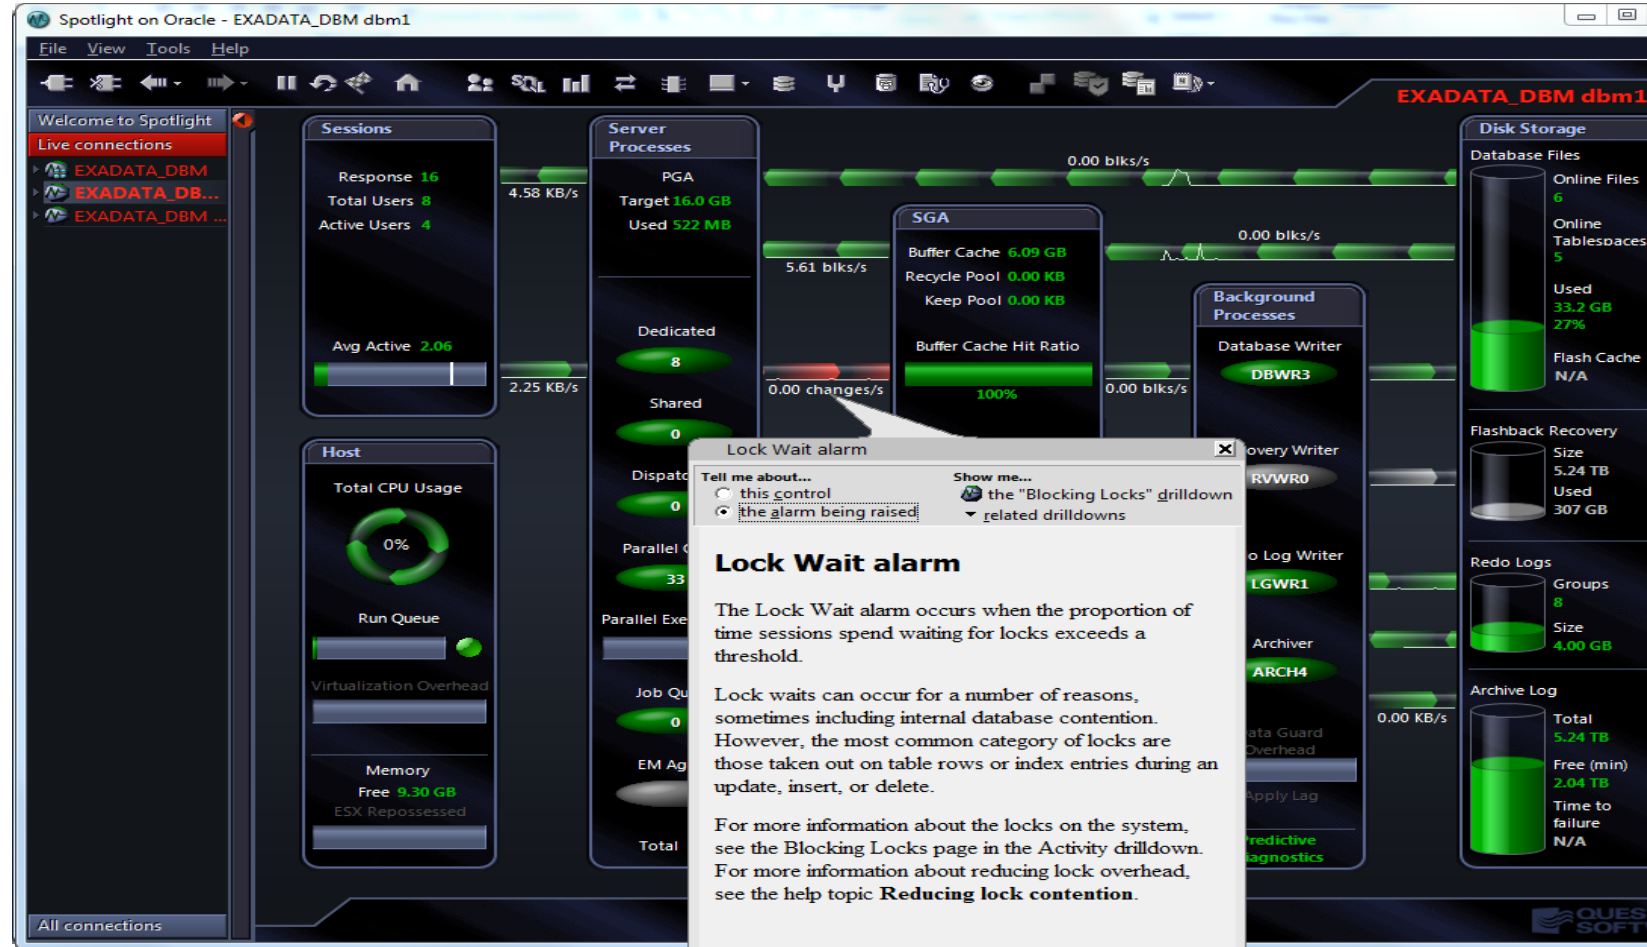 Spotlight on Oracle - EXADATA_DBM dbm1
File View Tools Help
EXADATA_DBM dbm1
Welcome to Spotlight
Live connections
EXADATA_DBM
EXADATA_DB...
EXADATA_DBM ...
All connections
Sessions
Response 16
Total Users 8
Active Users 4
Avg Active 2.06
4.58 KB/s
2.25 KB/s
Host
Total CPU Usage
0%
Run Queue
Virtualization Overhead
Memory
Free 9.30 GB
ESX Repossessed
Server
Processes
PGA
Target 16.0 GB
Used 522 MB
Dedicated
8
Shared
0
0
33
Parallel Exe
0
Total
0.00 blks/s
5.61 blks/s
0.00 changes/s
SGA
Buffer Cache 6.09 GB
Recycle Pool 0.00 KB
Keep Pool 0.00 KB
Buffer Cache Hit Ratio
100%
0.00 blks/s
0.00 blks/s
Background
Processes
Database Writer
DBWR3
overy Writer
RVWR0
o Log Writer
LGWR1
Archiver
ARCH4
ata Guard
Overhead
Apply Lag
Predictive
iagnostics
0.00 KB/s
Disk Storage
Database Files
Online Files
6
Online
Tablespaces
5
Used
33.2 GB
27%
Flash Cache
N/A
Flashback Recovery
Size
5.24 TB
Used
307 GB
Redo Logs
Groups
8
Size
4.00 GB
Archive Log
Total
5.24 TB
Free (min)
2.04 TB
Time to
failure
N/A
Lock Wait alarm
Tell me about...
this control
the alarm being raised
Show me...
the "Blocking Locks" drilldown
related drilldowns
Lock Wait alarm
The Lock Wait alarm occurs when the proportion of
time sessions spend waiting for locks exceeds a
threshold.
Lock waits can occur for a number of reasons,
sometimes including internal database contention.
However, the most common category of locks are
those taken out on table rows or index entries during an
update, insert, or delete.
For more information about the locks on the system,
see the Blocking Locks page in the Activity drilldown.
For more information about reducing lock overhead,
see the help topic Reducing lock contention.